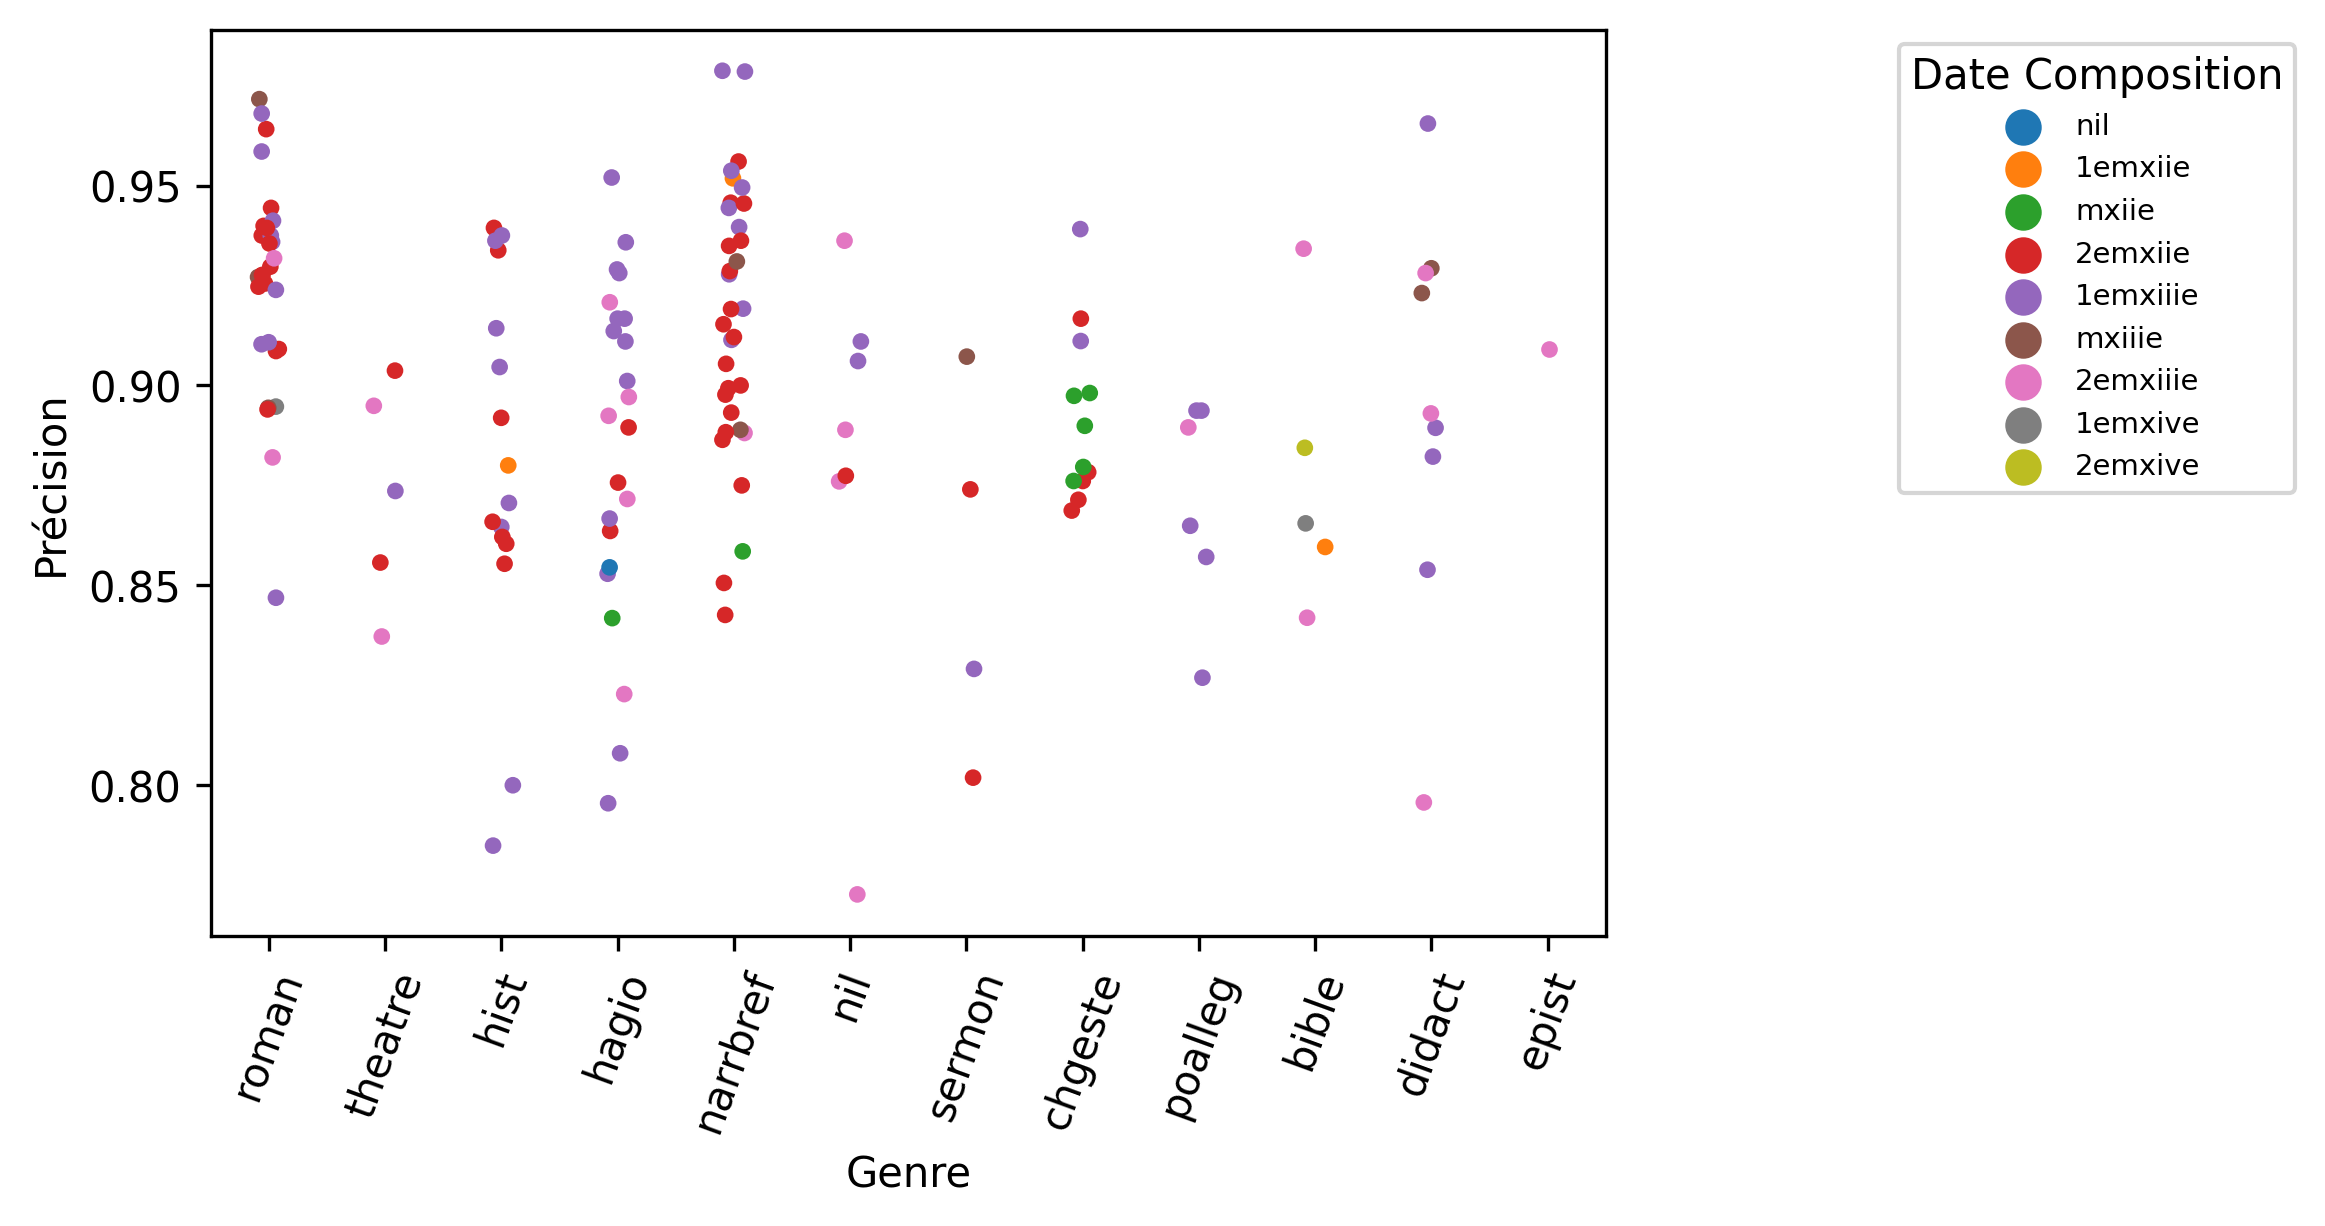 Précision
0.95
0.90
0.85
0.80
roman
theatre
hist
hagio
narrbref
nil
sermon
chgeste
poalleg
bible
didact
epist
Genre
Date Composition
nil
1emxiie
mxiie
2emxiie
1emxiiie
mxiiie
2emxiiie
1emxive
2emxive